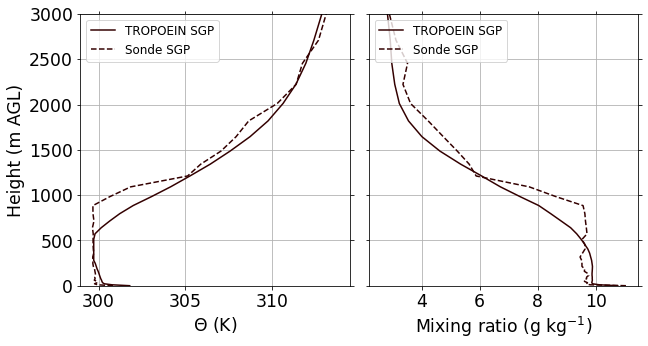 TROPOEIN SGP
Sonde SGP
TROPOEIN SGP
Sonde SGP
Height (m AGL)
3000
2500
2000
1500
1000
500
0
300 305 310
4 6 8 10
Θ (K)
Mixing ratio (g kg⁻¹)